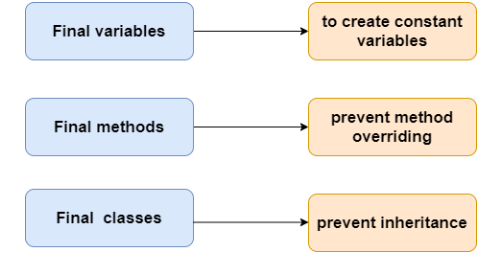 Final variables
to create constant
variables
Final methods
prevent method
overriding
Final classes
prevent inheritance